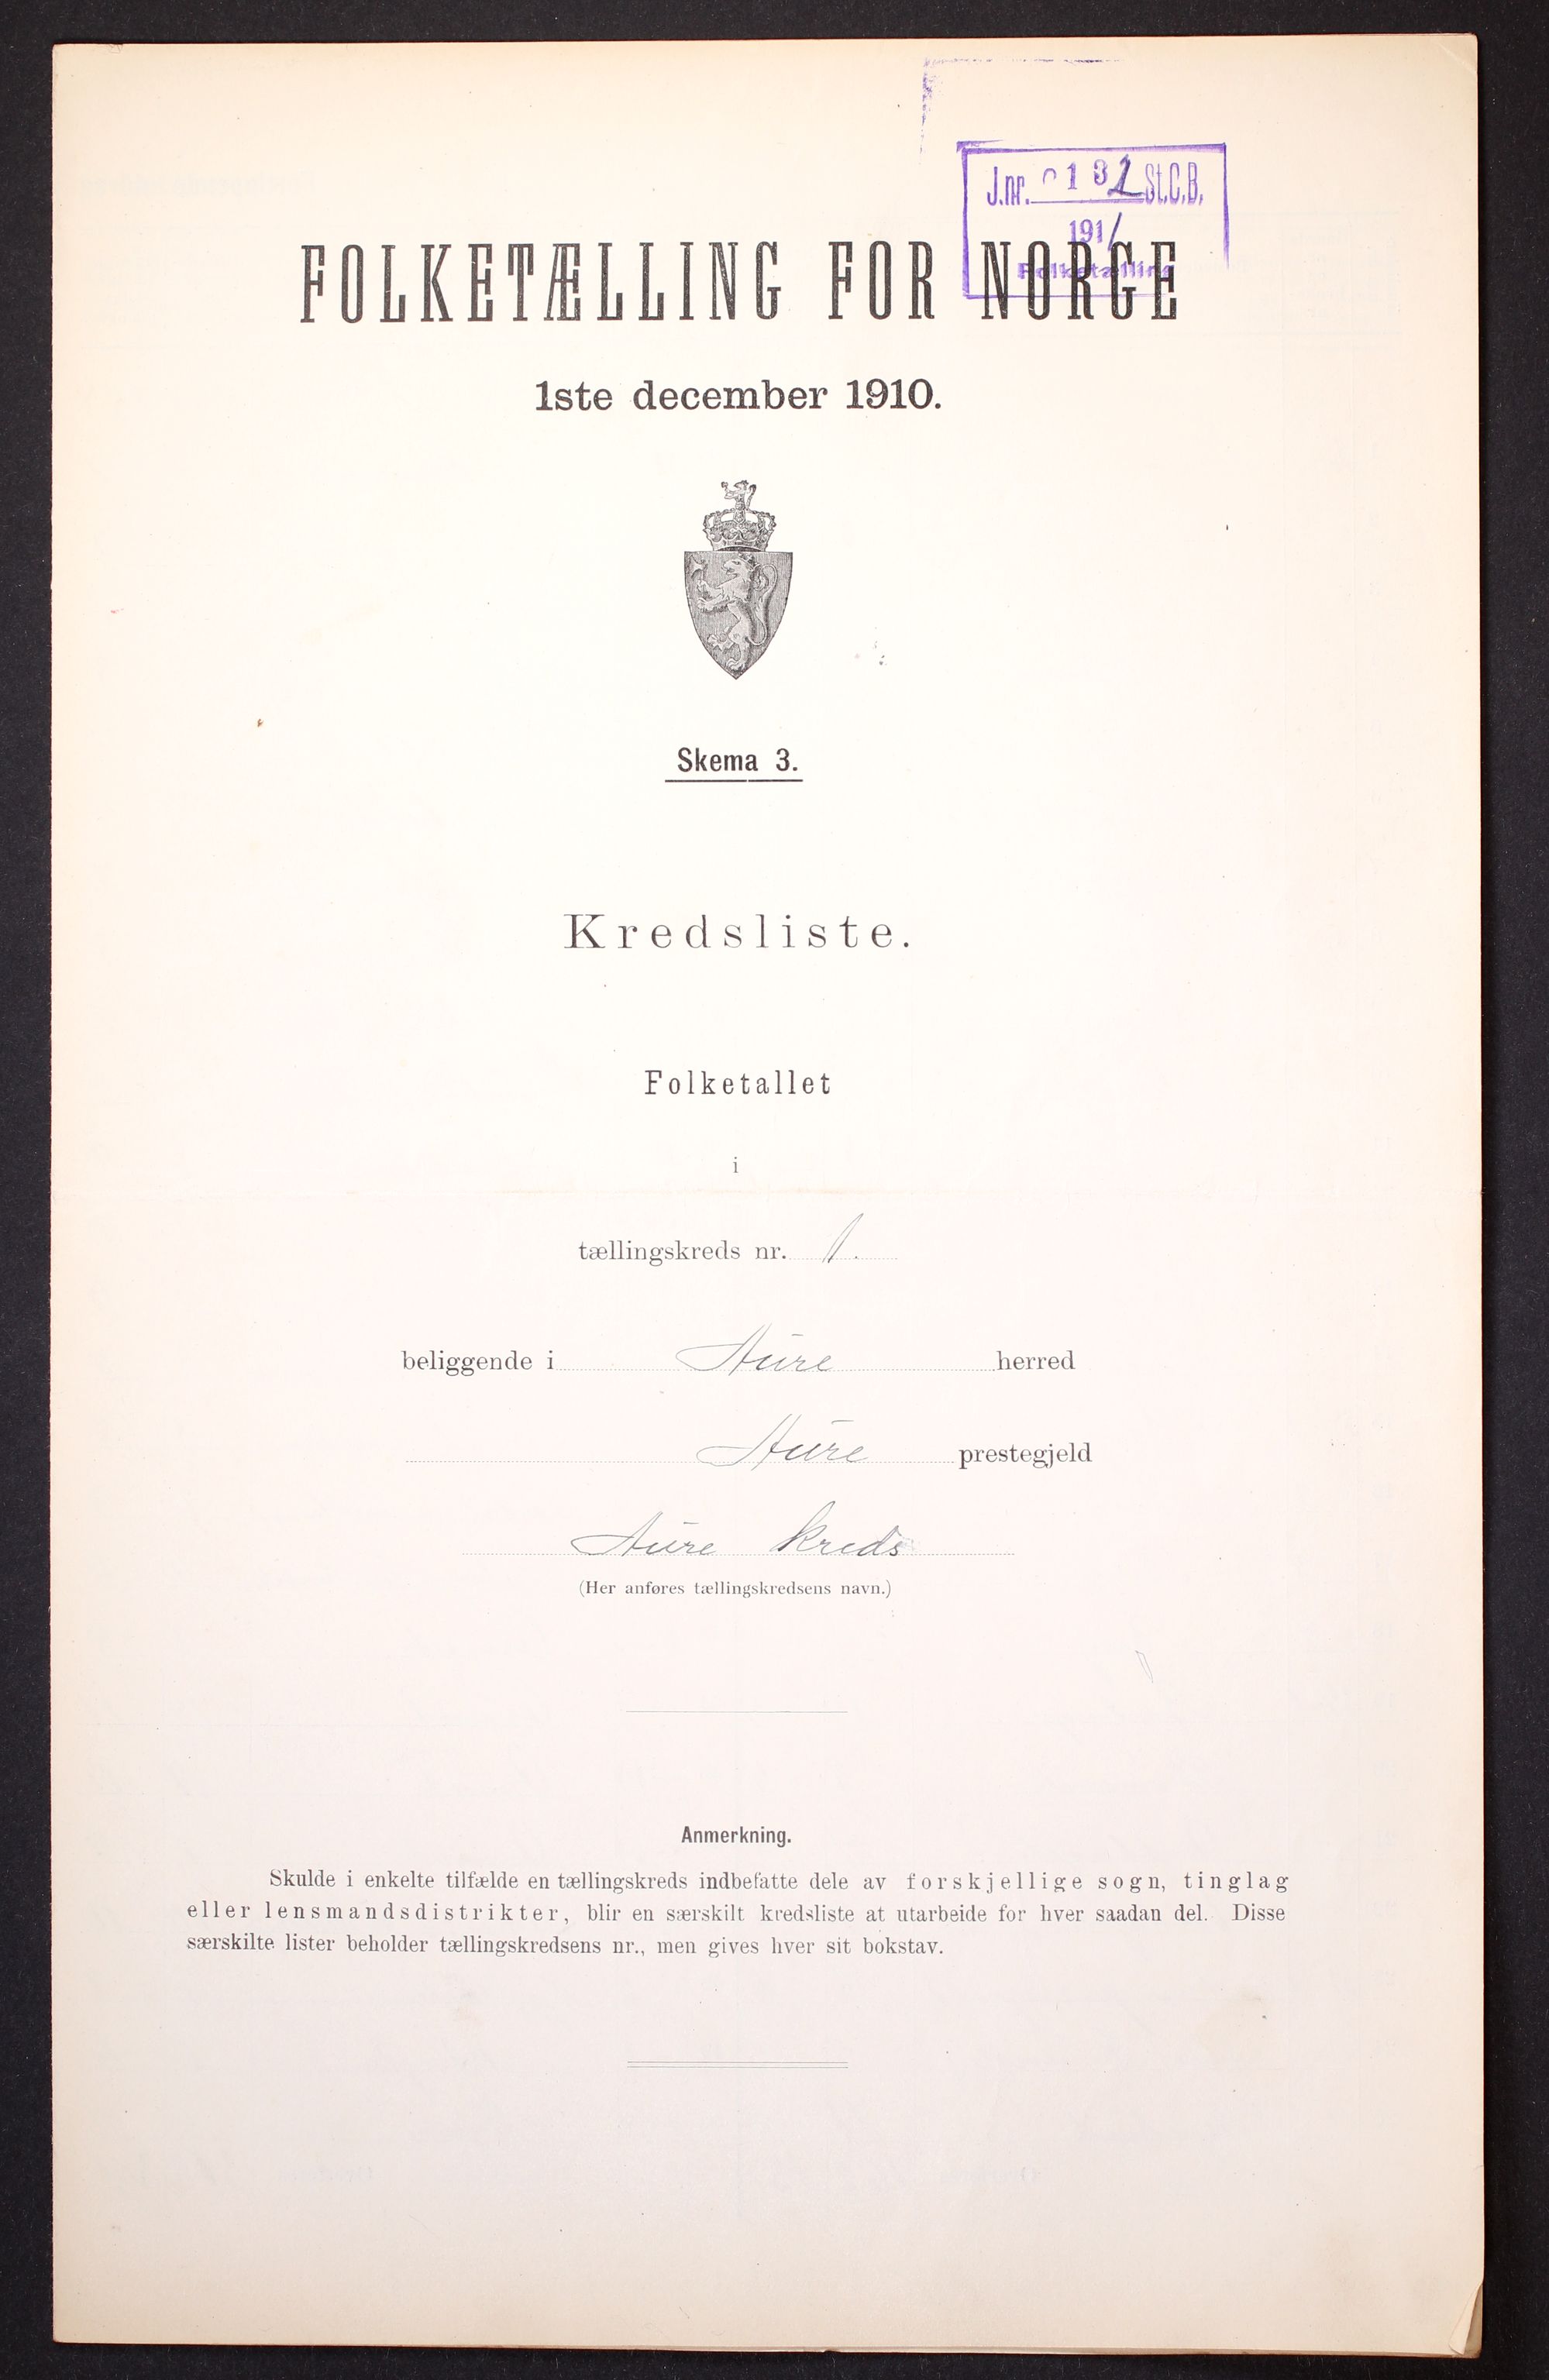 J.nr. 131 St.C.B.
1911
Folketælling
FOLKETÆLLING FOR NORGE
1ste december 1910.
Skema 3.
Kredsliste.
Folketallet
i
tællingskreds nr. 1.
beliggende i Aure herred
Aure prestegjeld
Aure kreds
(Her anføres tællingskredsens navn.)
Anmerkning.
Skulde i enkelte tilfælde en tællingskreds indbefatte dele av forskjellige sogn, tinglag
eller lensmandsdistrikter, blir en særskilt kredsliste at utarbeide for hver saadan del. Disse
særskilte lister beholder tællingskredsens nr., men gives hver sit bokstav.